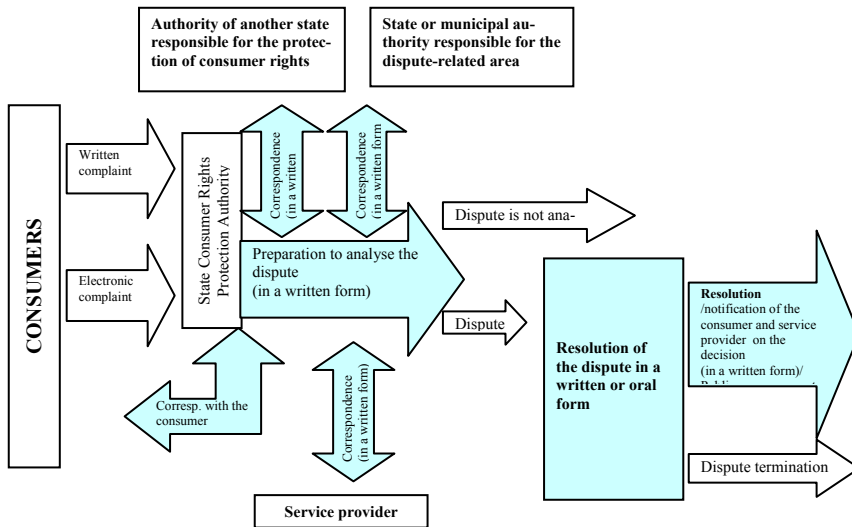 Authority of another state
responsible for the protec-
tion of consumer rights
State or municipal au-
thority responsible for the
dispute-related area
CONSUMERS
Written
complaint
Electronic
complaint
State Consumer Rights
Protection Authority
Correspondence
(in a written
Correspondence
(in a written form
Preparation to analyse the
dispute
(in a written form)
Dispute is not ana-
Dispute
Corresp. with the
consumer
Correspondence
(in a written form)
Service provider
Resolution of
the dispute in a
written or oral
form
Resolution
/notification of the
consumer and service
provider on the
decision
(in a written form)/
Dispute termination